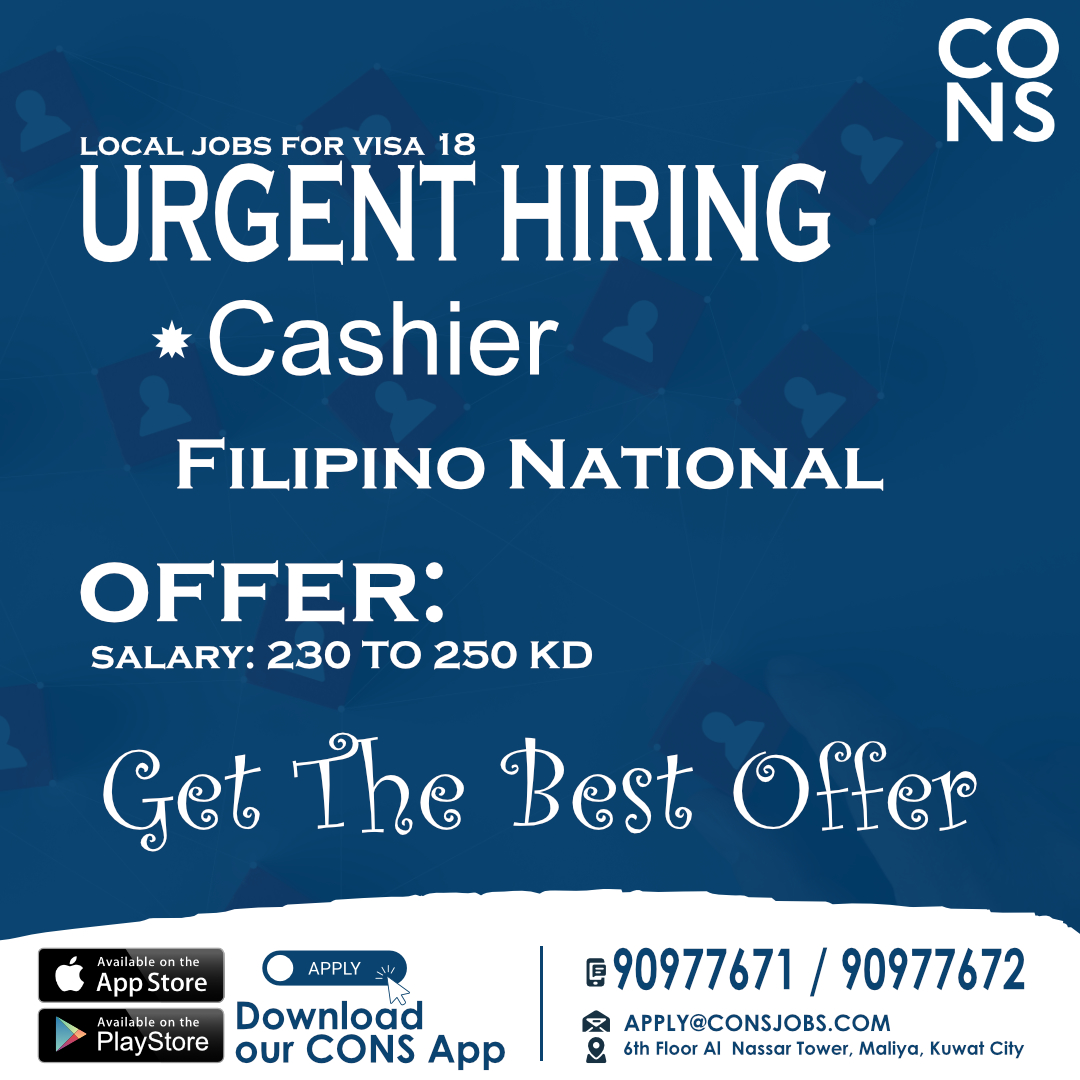 CO
NS
LOCAL JOBS FOR VISA 18
URGENT HIRING
Cashier
FILIPINO NATIONAL
OFFER:
SALARY: 230 TO 250 KD
Get The Best Offer
Available on the
App Store
Available on the
PlayStore
APPLY
Download
our CONS App
90977671 / 90977672
APPLY@CONSJOBS.COM
6th Floor Al Nassar Tower, Maliya, Kuwat City